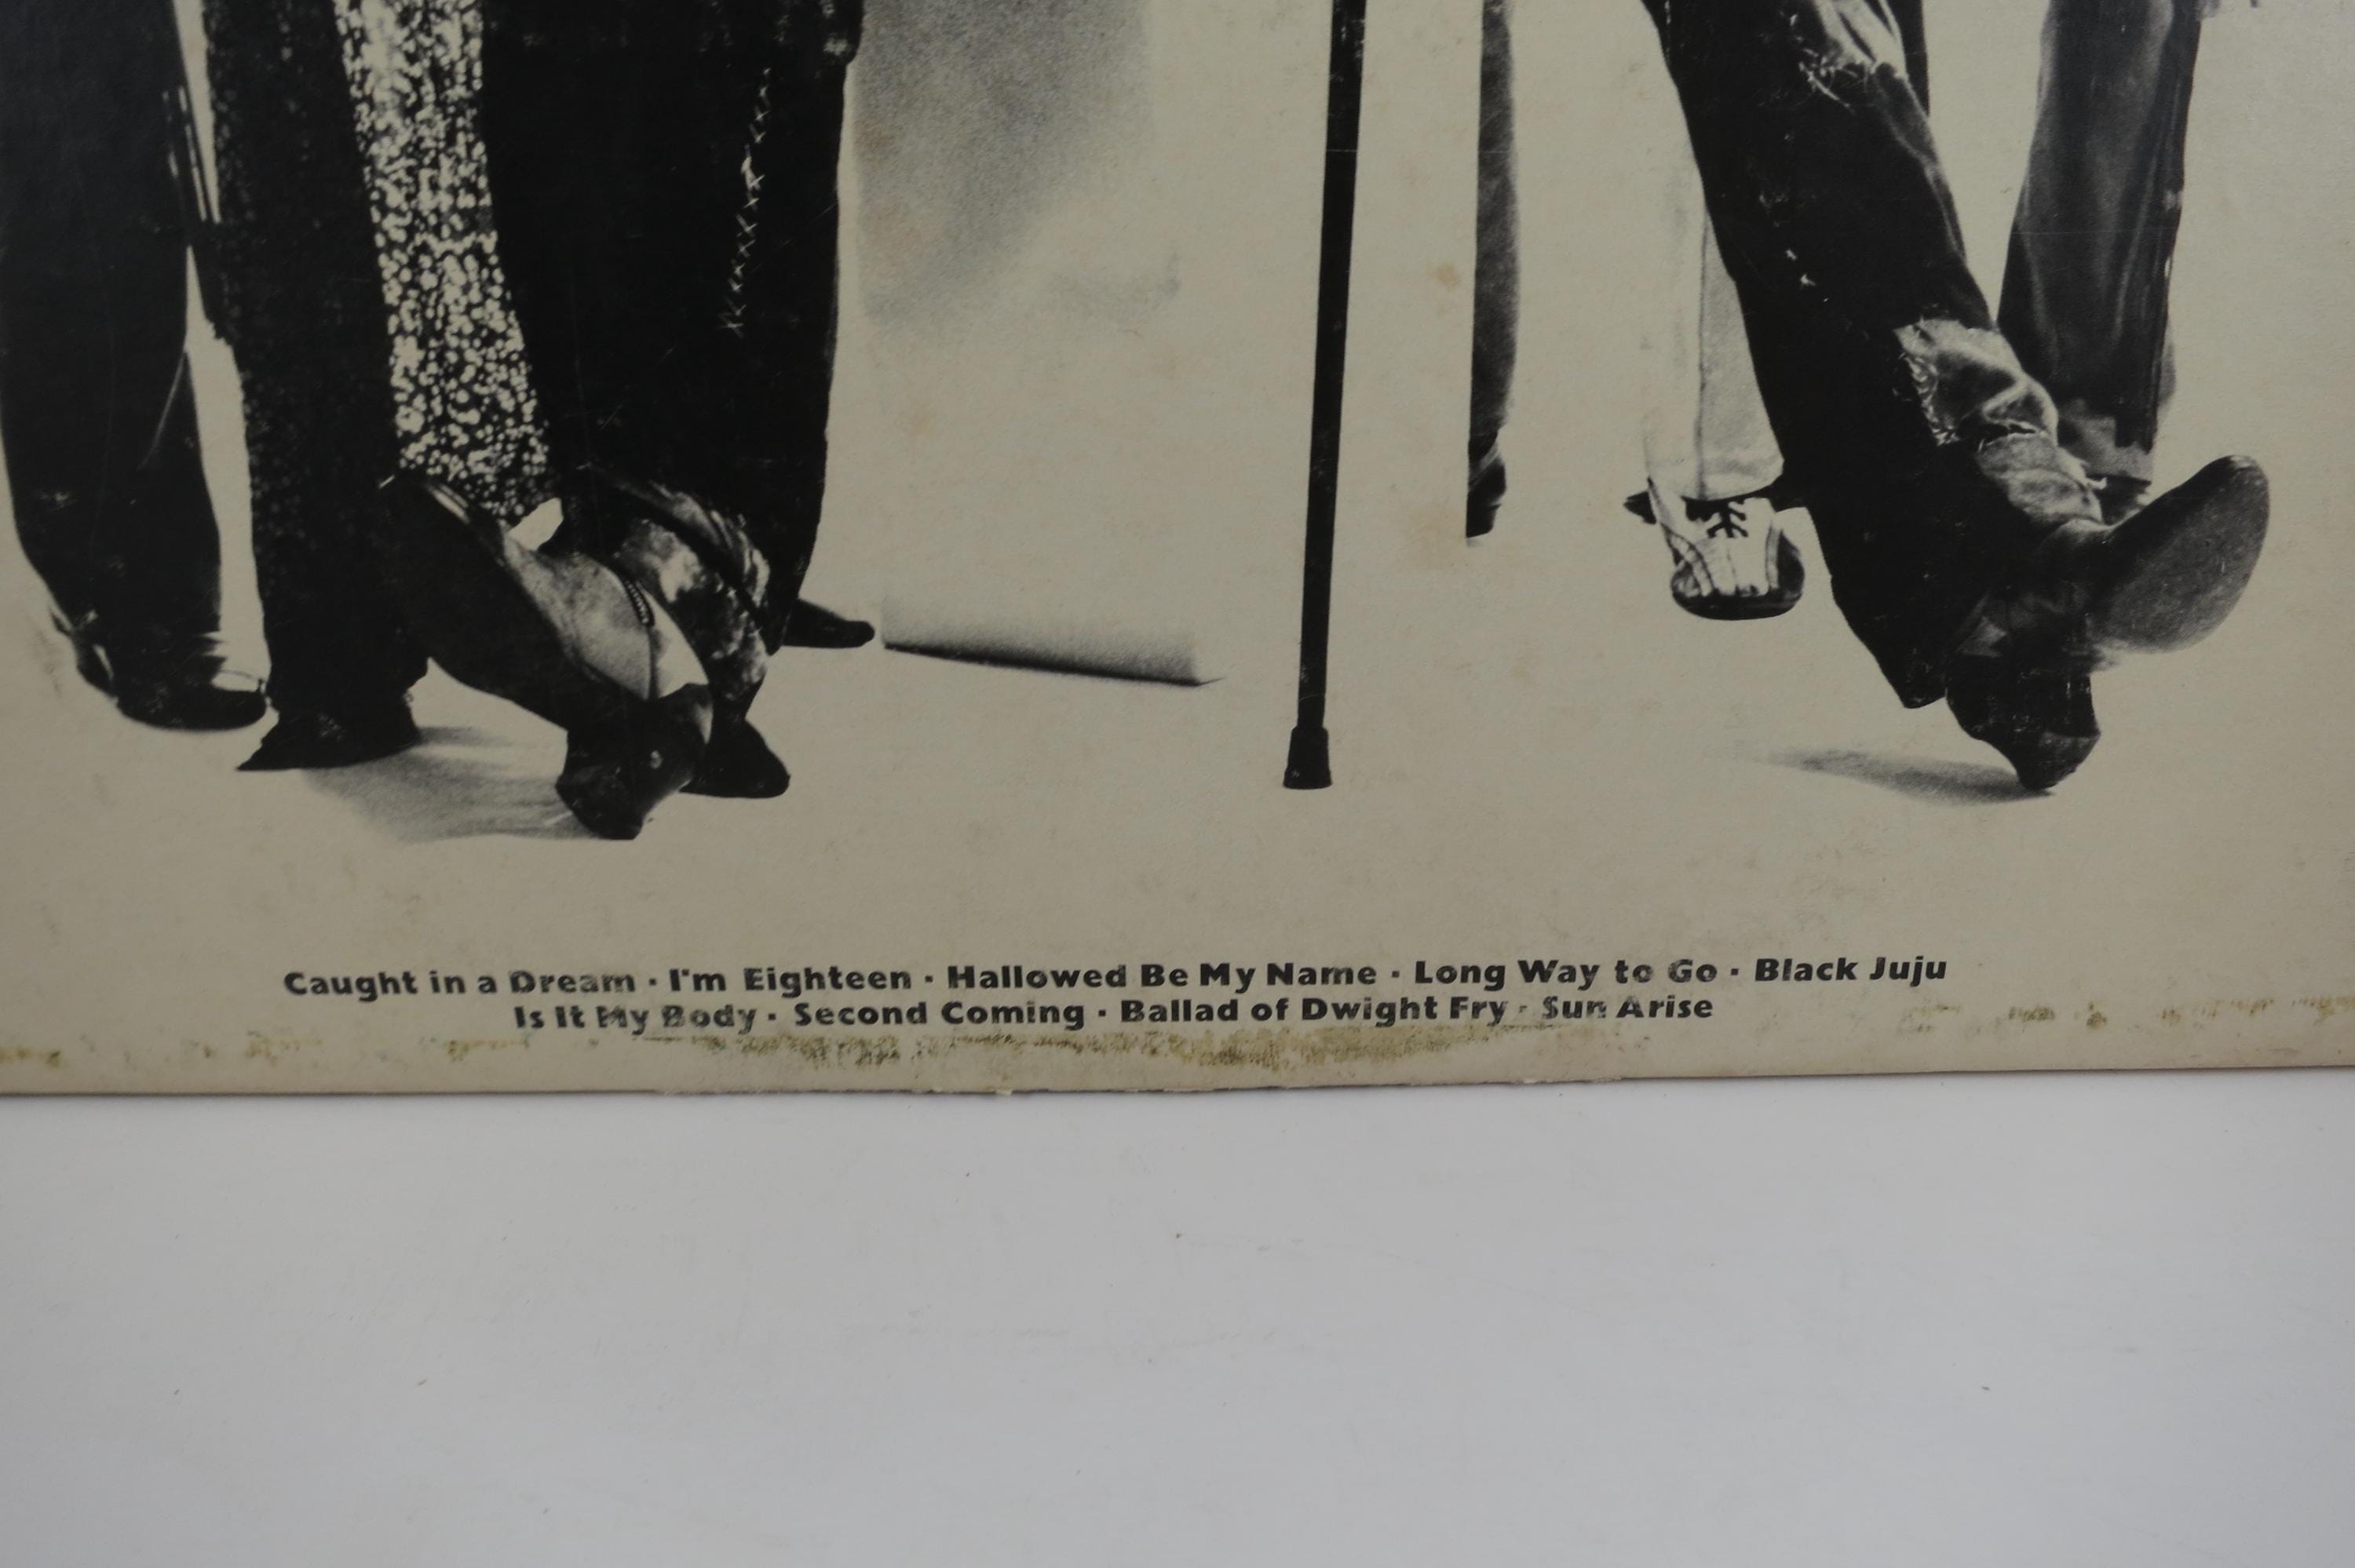 Caught in a Dream · I'm Eighteen · Hallowed Be My Name · Long Way to Go · Black Juju
Is It My Body · Second Coming · Ballad of Dwight Fry · Sun Arise